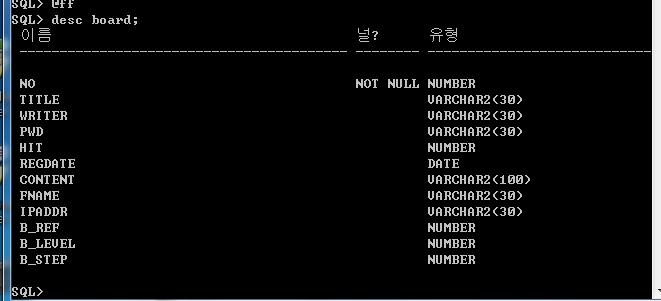 SQL> @ff
SQL> desc board;
이름 널? 유형
----------------------------------------- -------- ----------------------------
NO NOT NULL NUMBER
TITLE VARCHAR2(30)
WRITER VARCHAR2(30)
PWD VARCHAR2(30)
HIT NUMBER
REGDATE DATE
CONTENT VARCHAR2(100)
FNAME VARCHAR2(30)
IPADDR VARCHAR2(30)
B_REF NUMBER
B_LEVEL NUMBER
B_STEP NUMBER
SQL>